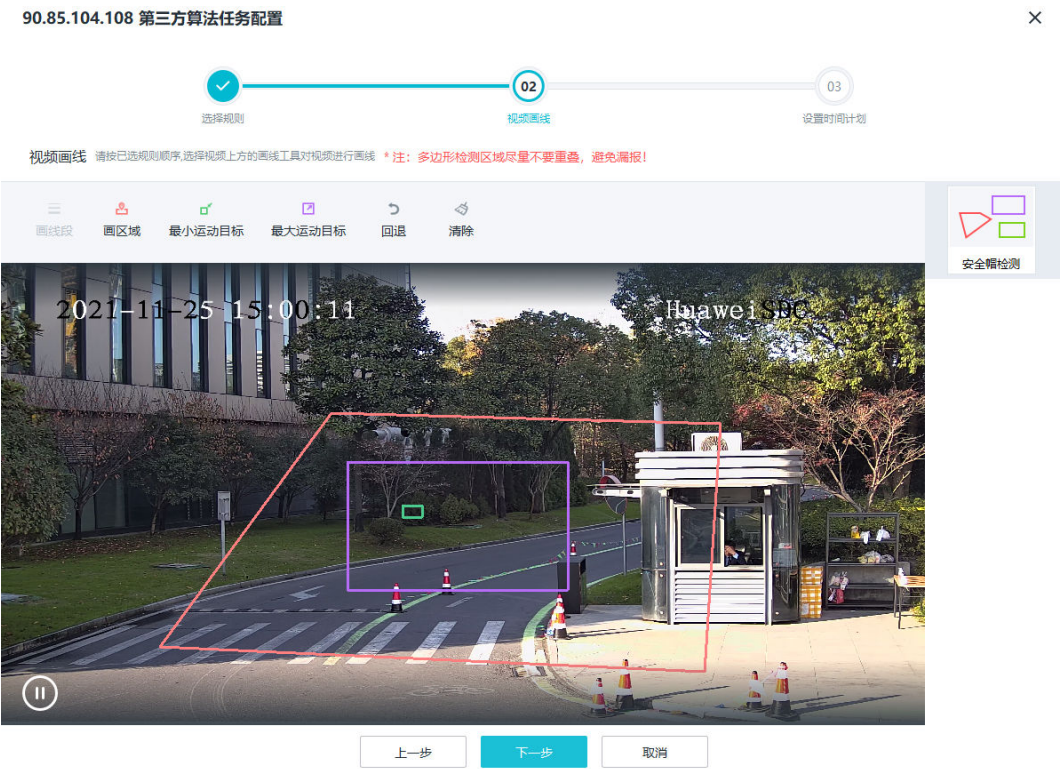 90.85.104.108 第三方算法任务配置
02
03
选择规则
视频画线
设置时间计划
视频画线 请按已选规则顺序,选择视频上方的画线工具对视频进行画线 * 注：多边形检测区域尽量不要重叠，避免漏报！
画线段
画区域
最小运动目标
最大运动目标
回退
清除
安全帽检测
2021-11-25 15:00:11
HuaweiSDC
上一步
下一步
取消